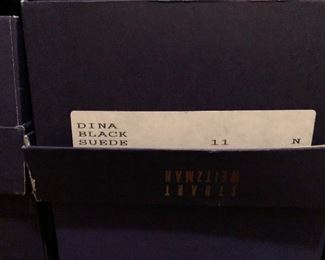 DINA
BLACK
SUEDE 11 N
STUART
WEITZMAN